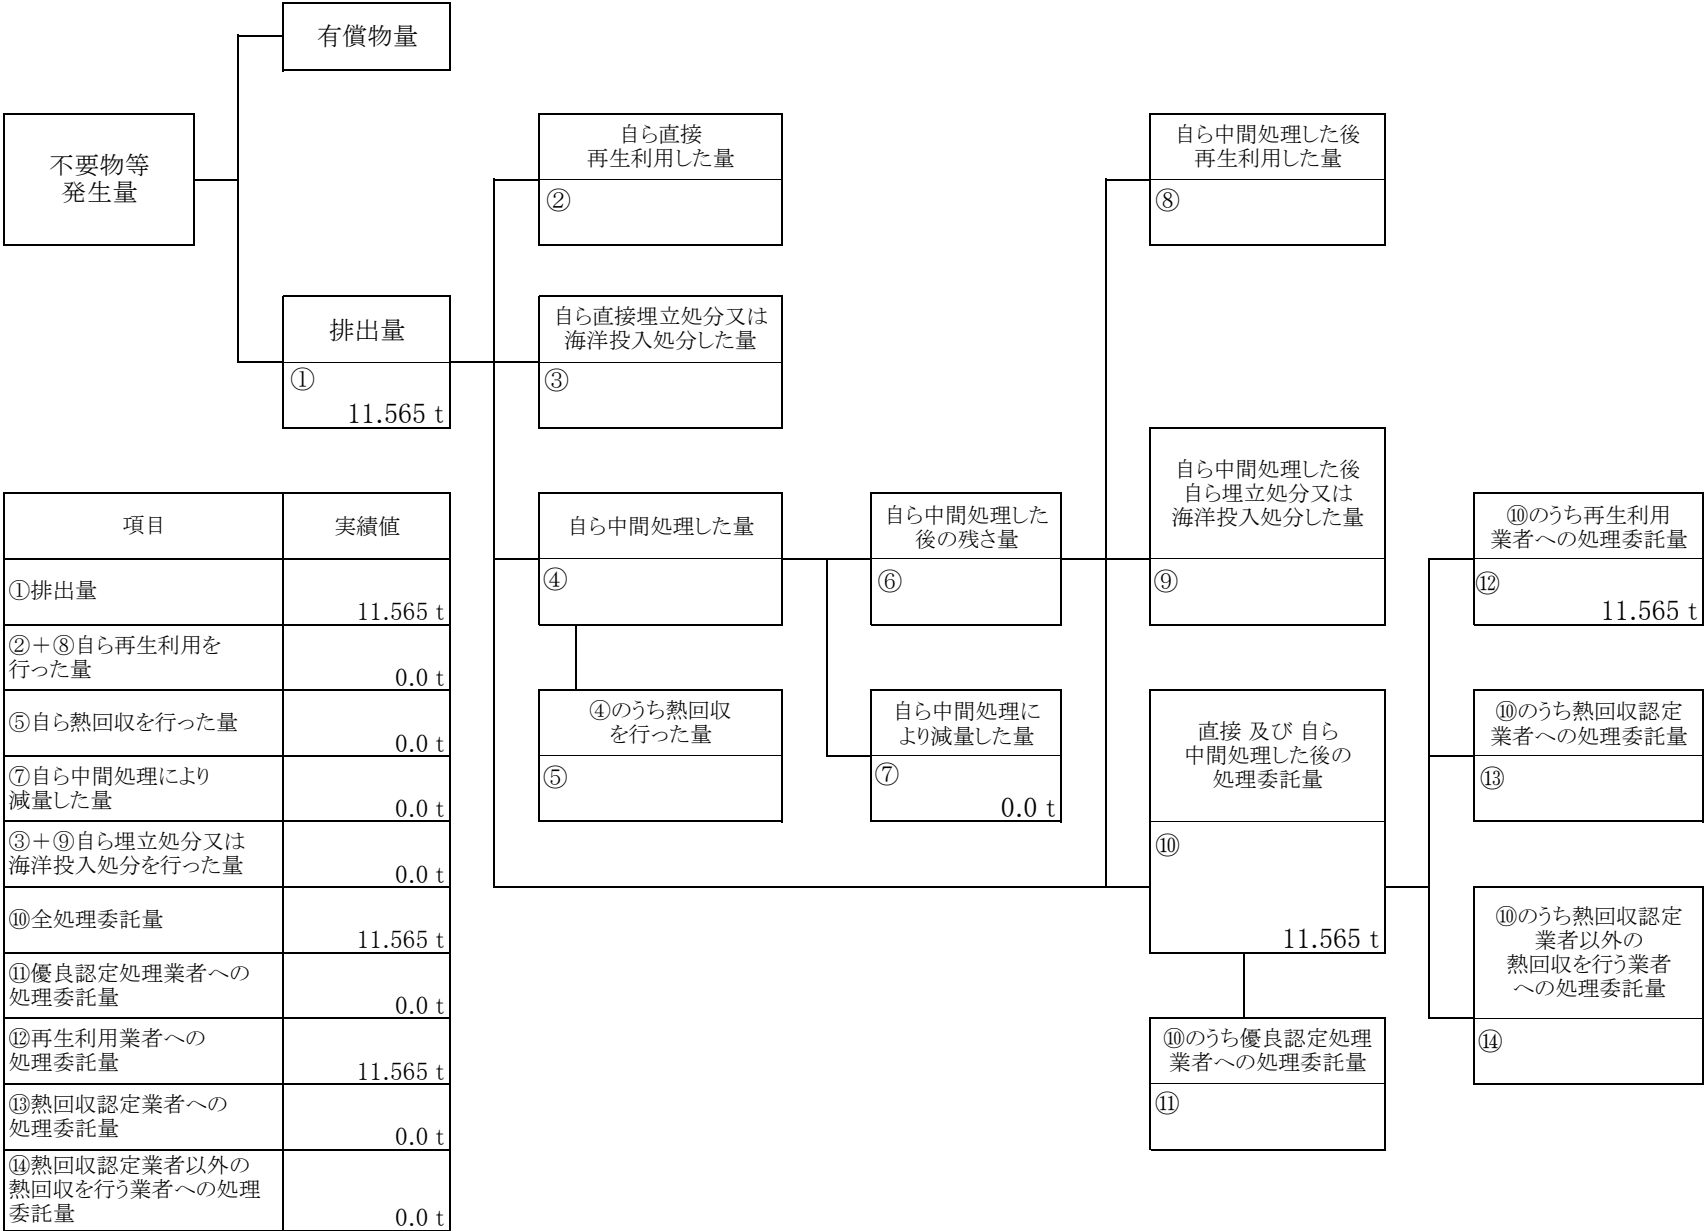 有償物量
不要物等
発生量
自ら直接
再生利用した量
②
自ら中間処理した後
再生利用した量
⑧
排出量
①
11.565 t
自ら直接埋立処分又は
海洋投入処分した量
③
自ら中間処理した量
④
自ら中間処理した
後の残さ量
⑥
自ら中間処理した後
自ら埋立処分又は
海洋投入処分した量
⑨
⑩のうち再生利用
業者への処理委託量
⑫
11.565 t
④のうち熱回収
を行った量
⑤
自ら中間処理に
より減量した量
⑦
0.0 t
直接 及び 自ら
中間処理した後の
処理委託量
⑩
11.565 t
⑩のうち熱回収認定
業者への処理委託量
⑬
⑩のうち熱回収認定
業者以外の
熱回収を行う業者
への処理委託量
⑭
⑩のうち優良認定処理
業者への処理委託量
⑪
項目
実績値
①排出量
11.565 t
②＋⑧自ら再生利用を
行った量
0.0 t
⑤自ら熱回収を行った量
0.0 t
⑦自ら中間処理により
減量した量
0.0 t
③＋⑨自ら埋立処分又は
海洋投入処分を行った量
0.0 t
⑩全処理委託量
11.565 t
⑪優良認定処理業者への
処理委託量
0.0 t
⑫再生利用業者への
処理委託量
11.565 t
⑬熱回収認定業者への
処理委託量
0.0 t
⑭熱回収認定業者以外の
熱回収を行う業者への処理
委託量
0.0 t